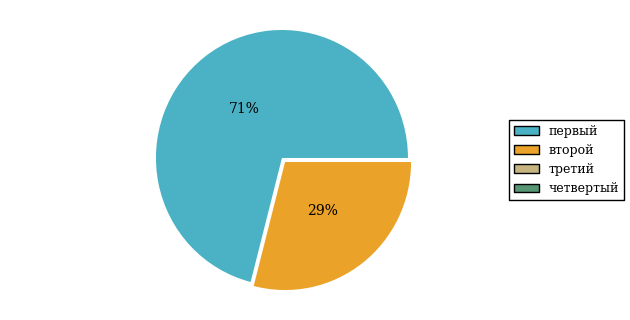 71%
29%
первый
второй
третий
четвертый